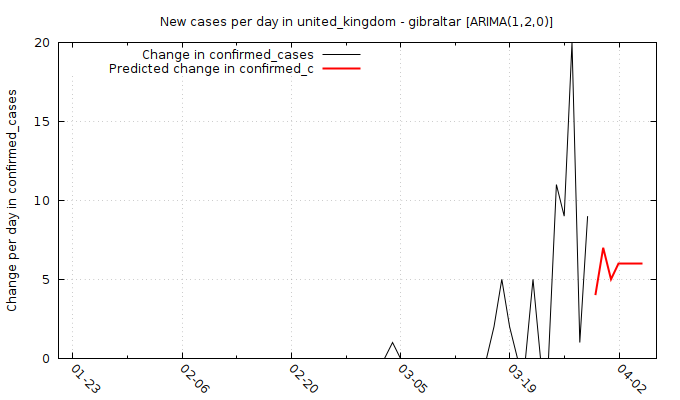 New cases per day in united_kingdom - gibraltar [ARIMA(1,2,0)]
Change in confirmed_cases
Predicted change in confirmed_c
Change per day in confirmed_cases
20
15
10
5
0
01-23
02-06
02-20
03-05
03-19
04-02